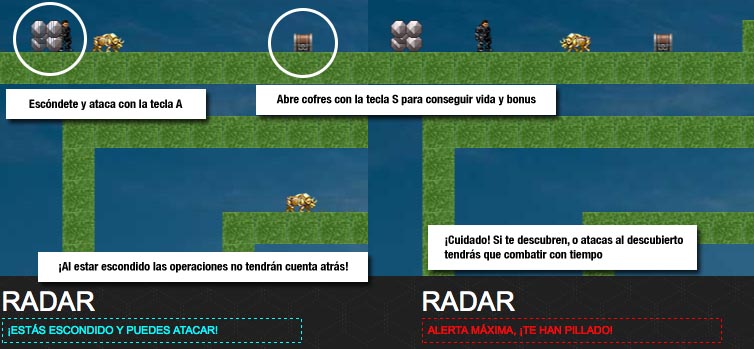 Escóndete y ataca con la tecla A
Abre cofres con la tecla S para conseguir vida y bonus
¡Al estar escondido las operaciones no tendrán cuenta atrás!
¡Cuidado! Si te descubren, o atacas al descubierto
tendrás que combatir con tiempo
RADAR
¡ESTÁS ESCONDIDO Y PUEDES ATACAR!
RADAR
ALERTA MÁXIMA, ¡TE HAN PILLADO!